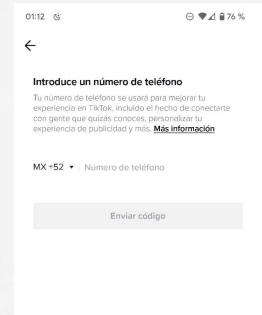 01:12 76 %
Introduce un número de teléfono
Tu número de teléfono se usará para mejorar tu
experiencia en TikTok, incluido el hecho de conectarte
con gente que quizás conoces, personalizar tu
experiencia de publicidad y más. Más información
MX +52 Número de teléfono
Enviar código